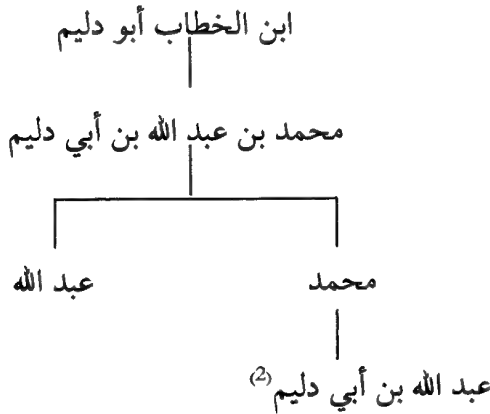 ابن الخطاب أبو دليم
محمد بن عبد الله بن أبي دليم
محمد
عبد الله
عبد الله بن أبي دليم(2)